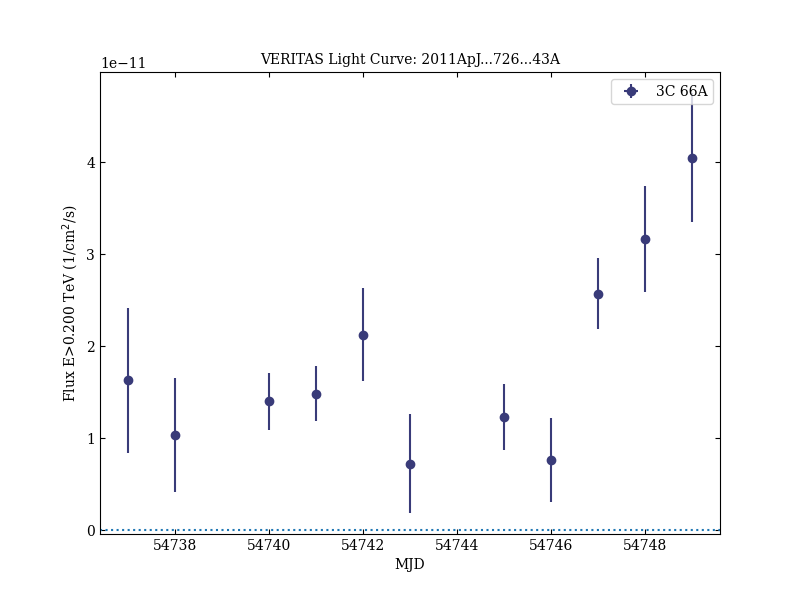 VERITAS Light Curve: 2011ApJ...726...43A
1e−11
3C 66A
4
3
2
1
0
Flux E>0.200 TeV (1/cm²/s)
54738 54740 54742 54744 54746 54748
MJD